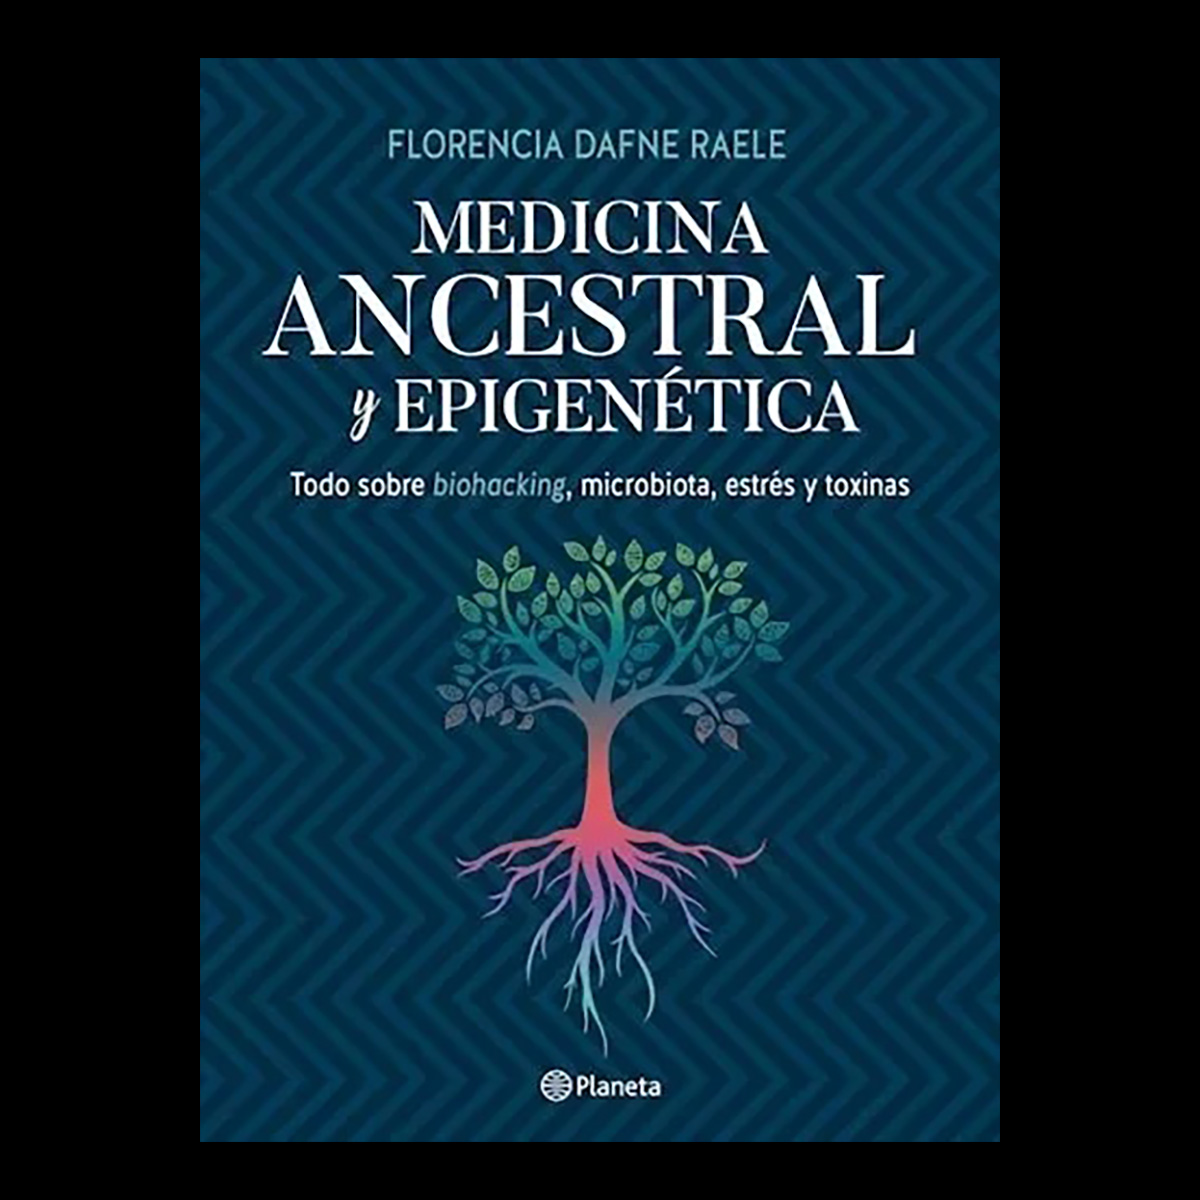 FLORENCIA DAFNE RAELE
MEDICINA
ANCESTRAL
y EPIGENÉTICA
Todo sobre biohacking, microbiota, estrés y toxinas
Planeta